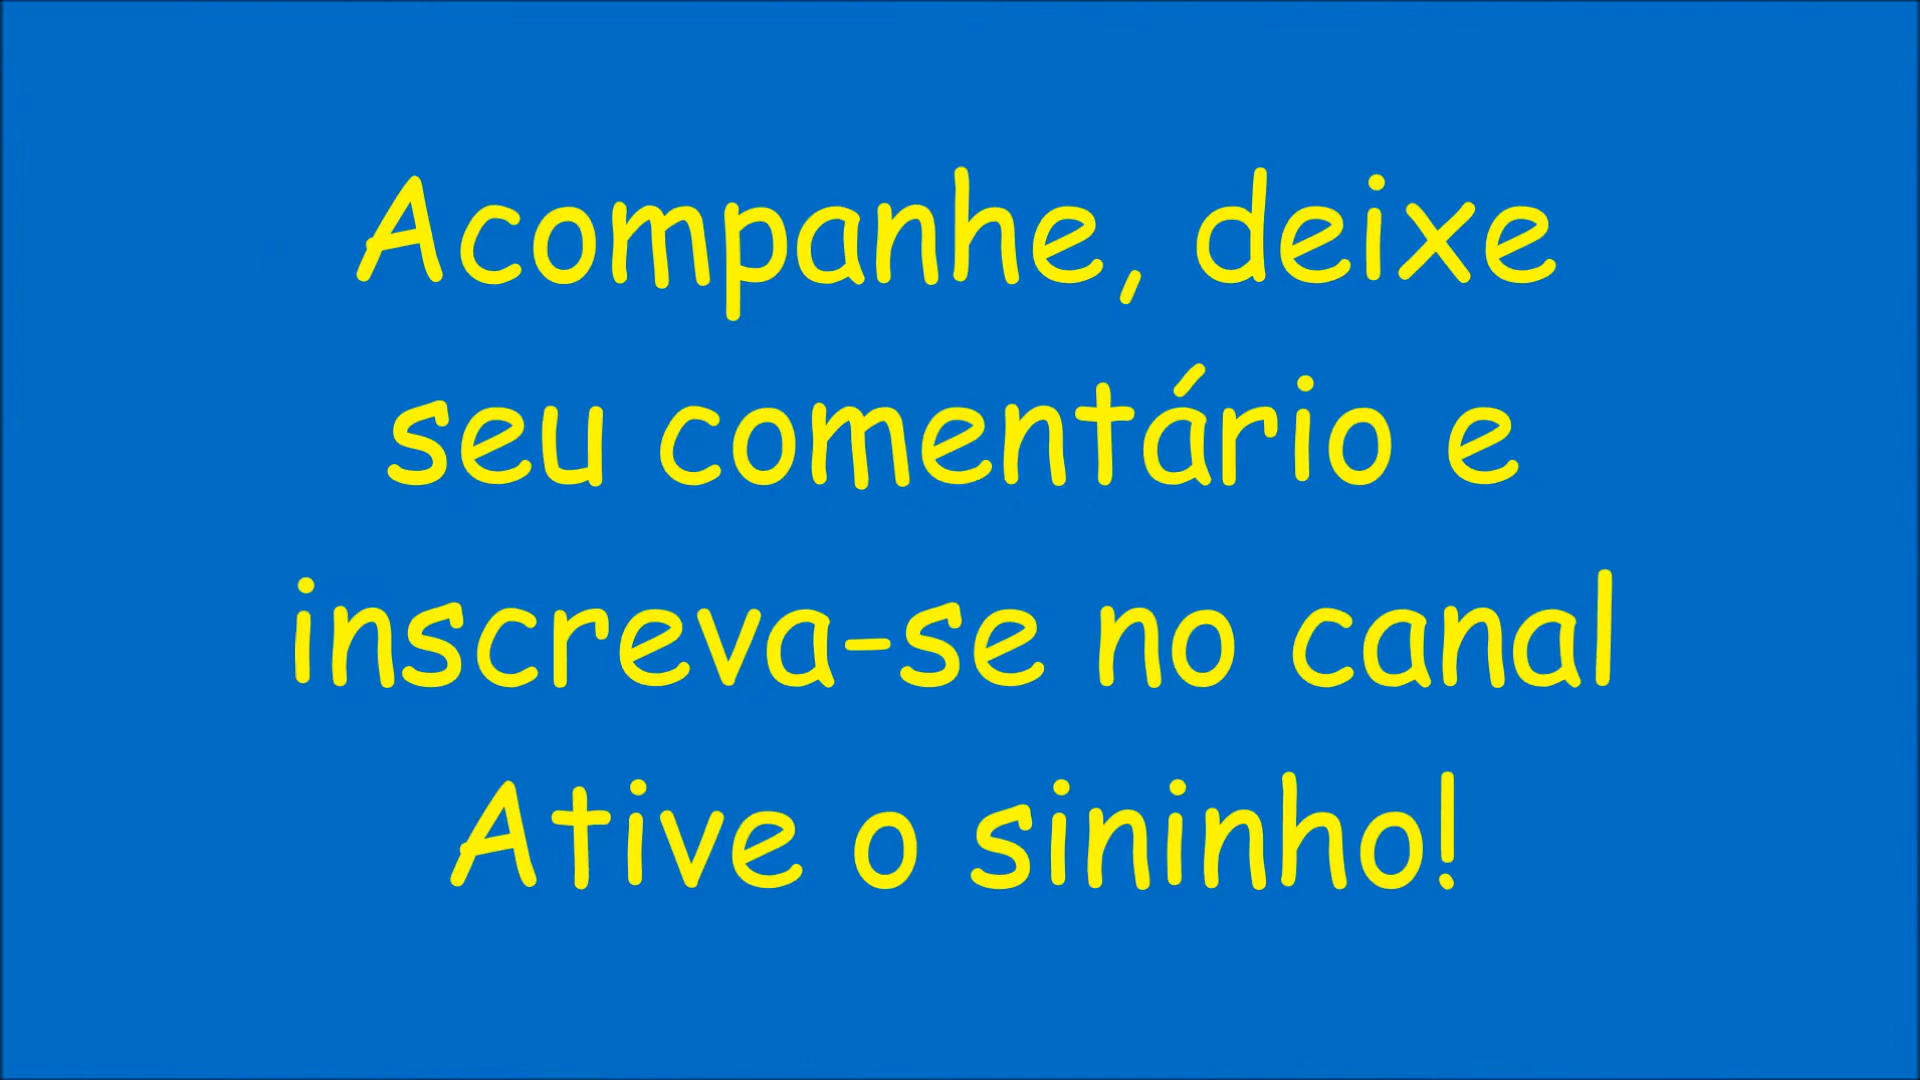 Acompanhe, deixe
seu comentário e
inscreva-se no canal
Ative o sininho!